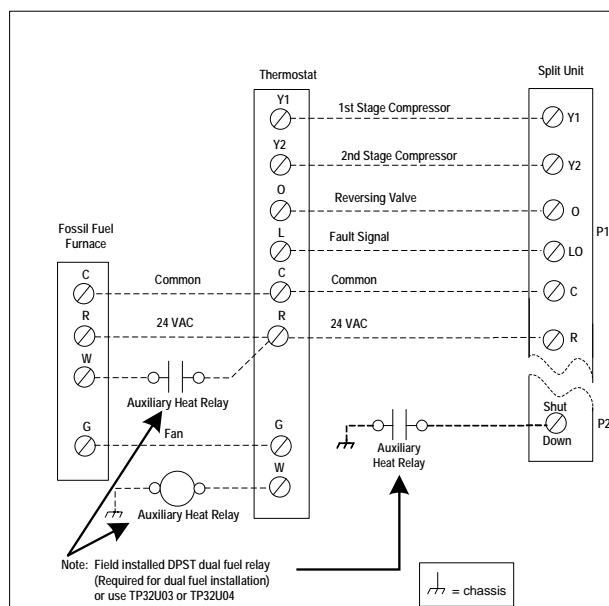 Thermostat
Split Unit
Y1
1st Stage Compressor
Y1
Y2
2nd Stage Compressor
Y2
O
Reversing Valve
O
P1
Fossil Fuel
Furnace
L
Fault Signal
LO
C
Common
C
Common
C
R
24 VAC
R
24 VAC
R
W
Auxiliary Heat Relay
G
Fan
G
Auxiliary
Heat Relay
Shut
Down
P2
W
Auxiliary Heat Relay
Note: Field installed DPST dual fuel relay
(Required for dual fuel installation)
or use TP32U03 or TP32U04
= chassis